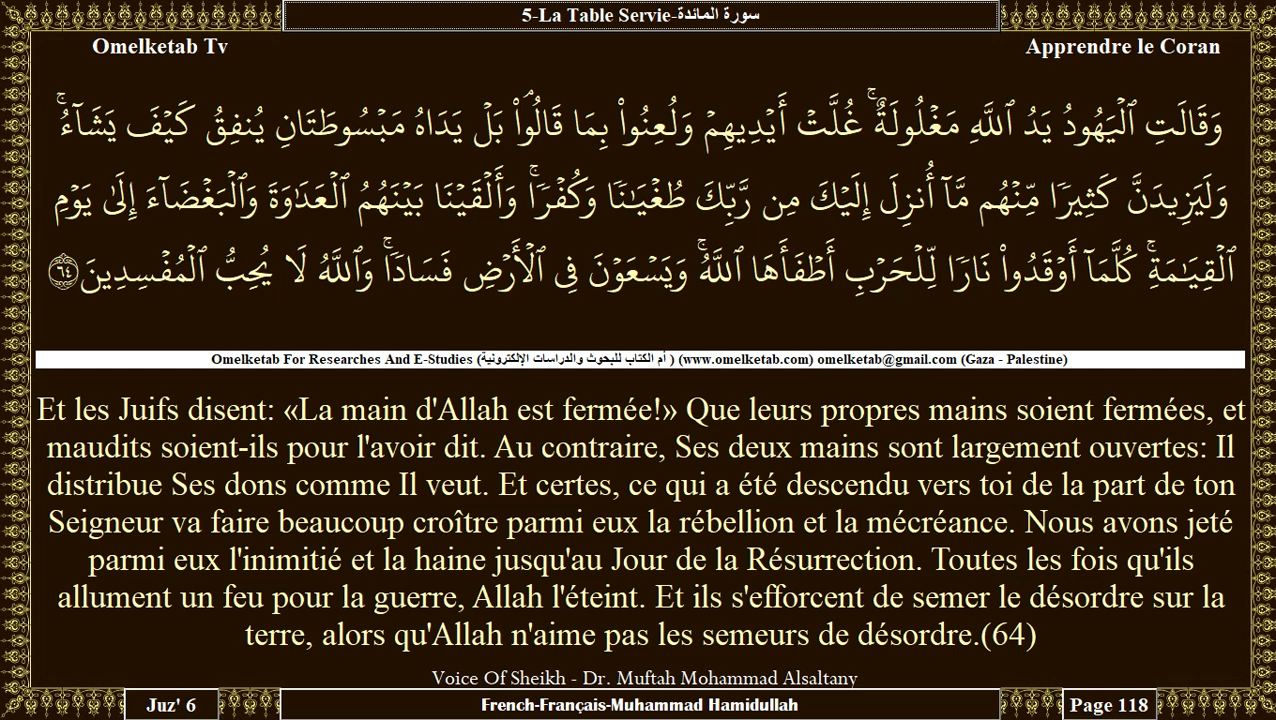 5-La Table Servie-سورة المائدة
Omelketab Tv
Apprendre le Coran
وَقَالَتِ ٱلۡيَهُودُ يَدُ ٱللَّهِ مَغۡلُولَةٌۚ غُلَّتۡ أَيۡدِيهِمۡ وَلُعِنُواْ بِمَا قَالُواْۘ بَلۡ يَدَاهُ مَبۡسُوطَتَانِ يُنفِقُ كَيۡفَ يَشَآءُۚ
وَلَيَزِيدَنَّ كَثِيرٗا مِّنۡهُم مَّآ أُنزِلَ إِلَيۡكَ مِن رَّبِّكَ طُغۡيَٰنٗا وَكُفۡرٗاۚ وَأَلۡقَيۡنَا بَيۡنَهُمُ ٱلۡعَدَٰوَةَ وَٱلۡبَغۡضَآءَ إِلَىٰ يَوۡمِ
ٱلۡقِيَٰمَةِۚ كُلَّمَآ أَوۡقَدُواْ نَارٗا لِّلۡحَرۡبِ أَطۡفَأَهَا ٱللَّهُۚ وَيَسۡعَوۡنَ فِي ٱلۡأَرۡضِ فَسَادٗاۚ وَٱللَّهُ لَا يُحِبُّ ٱلۡمُفۡسِدِينَ ٦٤
Omelketab For Researches And E-Studies (أم الكتاب للبحوث والدراسات الإلكترونية ) (www.omelketab.com) omelketab@gmail.com (Gaza - Palestine)
Et les Juifs disent: «La main d'Allah est fermée!» Que leurs propres mains soient fermées, et
maudits soient-ils pour l'avoir dit. Au contraire, Ses deux mains sont largement ouvertes: Il
distribue Ses dons comme Il veut. Et certes, ce qui a été descendu vers toi de la part de ton
Seigneur va faire beaucoup croître parmi eux la rébellion et la mécréance. Nous avons jeté
parmi eux l'inimitié et la haine jusqu'au Jour de la Résurrection. Toutes les fois qu'ils
allument un feu pour la guerre, Allah l'éteint. Et ils s'efforcent de semer le désordre sur la
terre, alors qu'Allah n'aime pas les semeurs de désordre.(64)
Voice Of Sheikh - Dr. Muftah Mohammad Alsaltany
Juz' 6
French-Français-Muhammad Hamidullah
Page 118